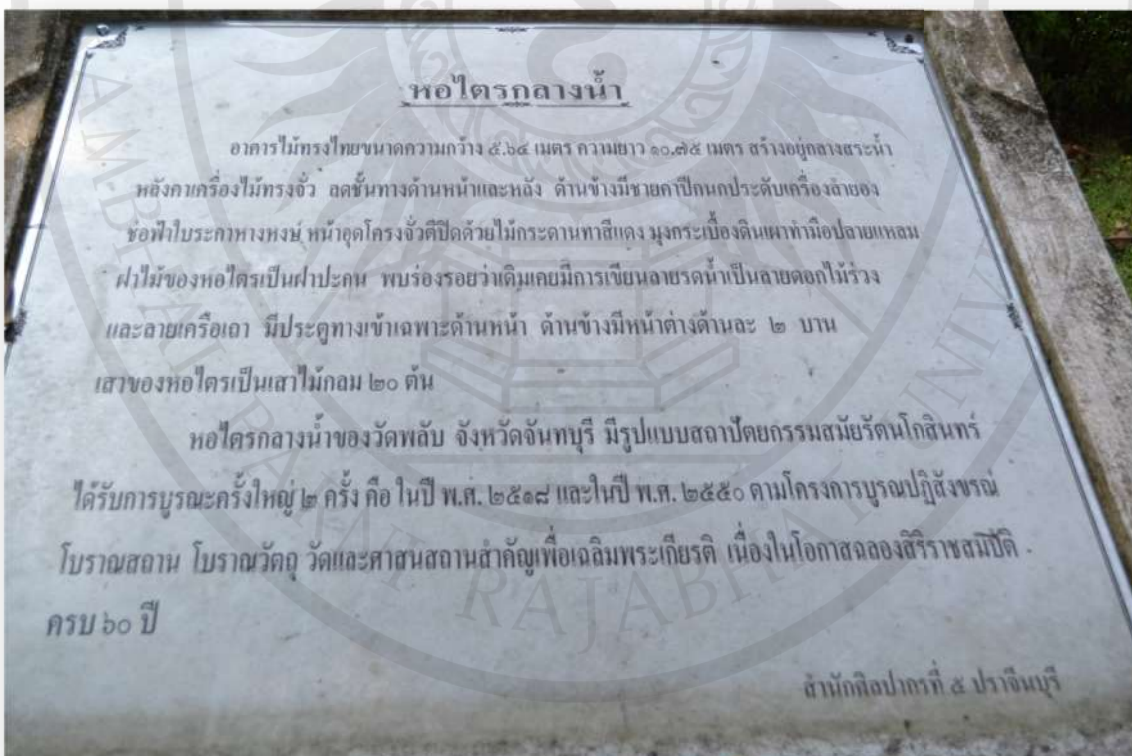 หอไตรกลางน้ำ
อาคารไม้ทรงไทยขนาดความกว้าง ๕.๖๔ เมตร ความยาว ๑๐.๗๕ เมตร สร้างอยู่กลางสระน้ำ
หลังคาเครื่องไม้ทรงจั่ว ลดชั้นทางด้านหน้าและหลัง ด้านข้างมีชายคาปีกนกประดับเครื่องลำยอง
ช่อฟ้าใบระกาหางหงษ์ หน้าอุดโครงจั่วตีปิดด้วยไม้กระดานทาสีแดง มุงกระเบื้องดินเผาทำมือปลายแหลม
ฝาไม้ของหอไตรเป็นฝาปะกน พบร่องรอยว่าเดิมเคยมีการเขียนลายรดน้ำเป็นลายดอกไม้ร่วง
และลายเครือเถา มีประตูทางเข้าเฉพาะด้านหน้า ด้านข้างมีหน้าต่างด้านละ ๒ บาน
เสาของหอไตรเป็นเสาไม้กลม ๒๐ ต้น
หอไตรกลางน้ำของวัดพลับ จังหวัดจันทบุรี มีรูปแบบสถาปัตยกรรมสมัยรัตนโกสินทร์
ได้รับการบูรณะครั้งใหญ่ ๒ ครั้ง คือ ในปี พ.ศ. ๒๕๑๘ และในปี พ.ศ. ๒๕๕๐ ตามโครงการบูรณปฏิสังขรณ์
โบราณสถาน โบราณวัตถุ วัดและศาสนสถานสำคัญเพื่อเฉลิมพระเกียรติ เนื่องในโอกาสฉลองสิริราชสมบัติ
ครบ ๖๐ ปี
สำนักศิลปากรที่ ๕ ปราจีนบุรี
RAMBHAI BARNI RAJABHAT UNIV